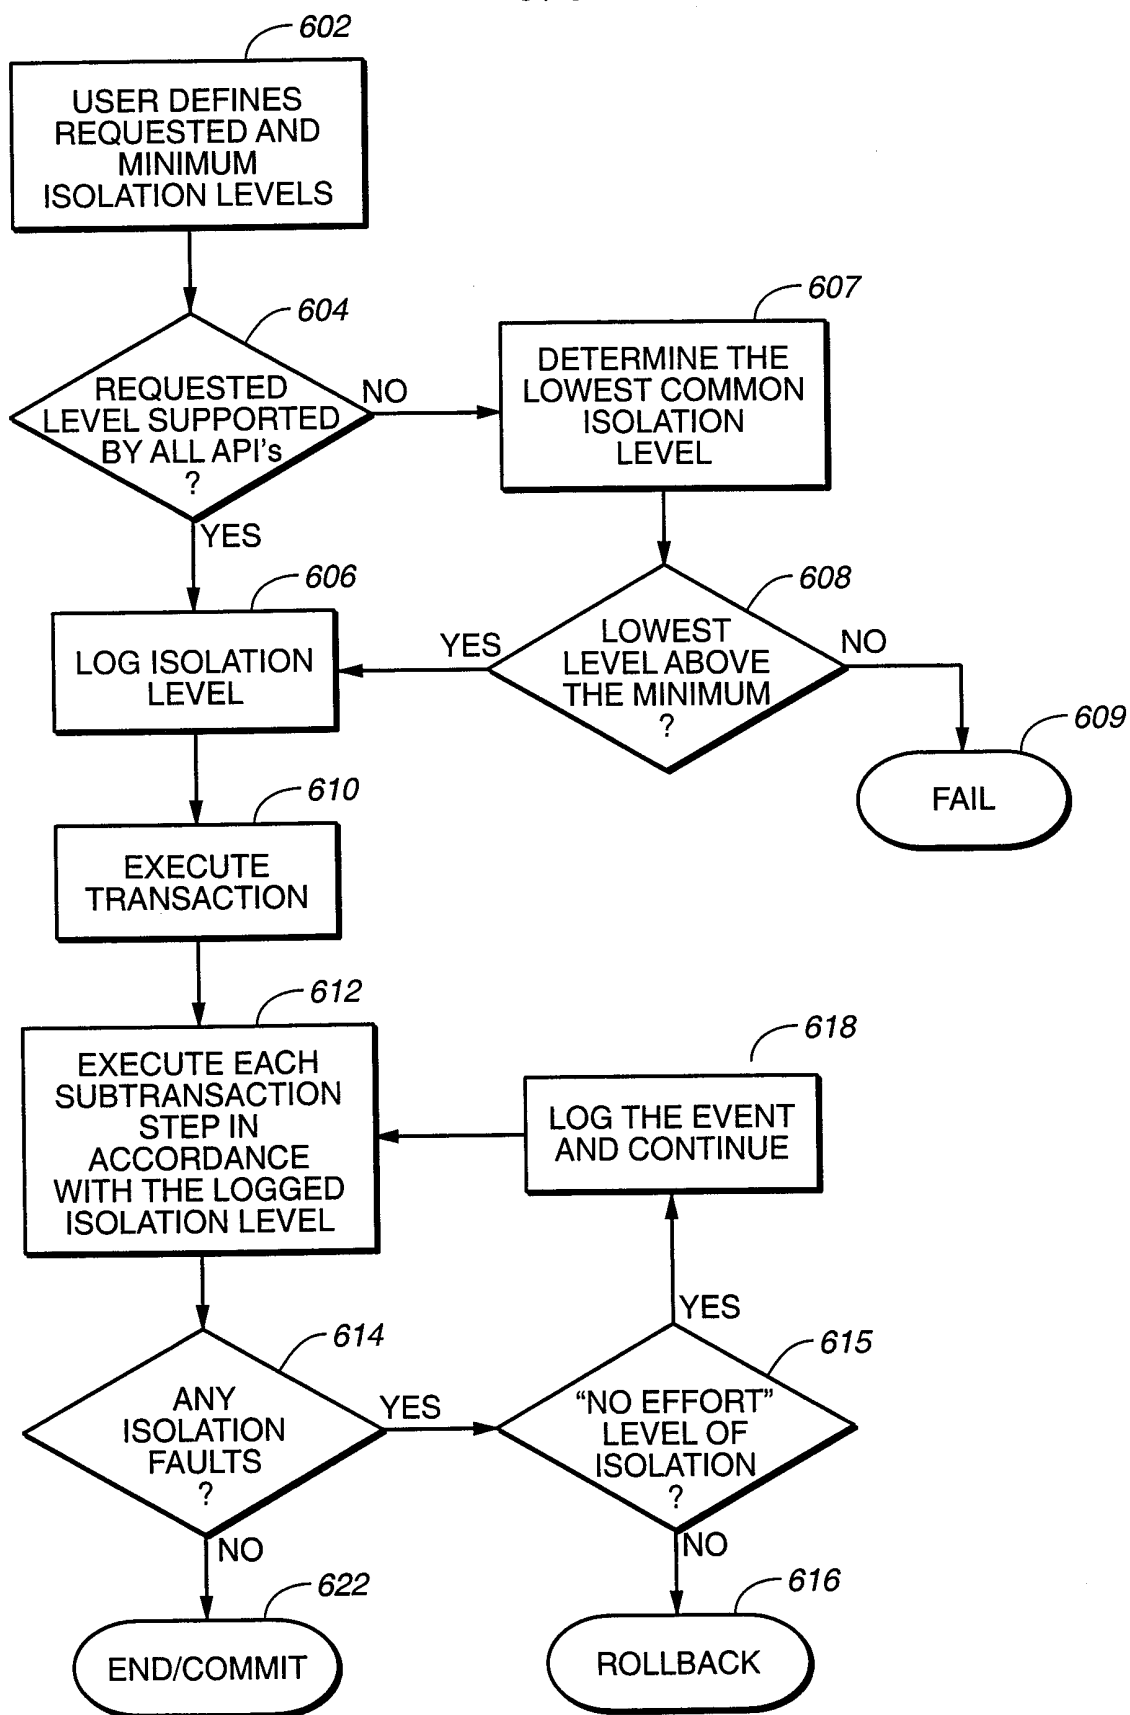 602
USER DEFINES
REQUESTED AND
MINIMUM
ISOLATION LEVELS
604
REQUESTED
LEVEL SUPPORTED
BY ALL API's
?
NO
YES
607
DETERMINE THE
LOWEST COMMON
ISOLATION
LEVEL
606
LOG ISOLATION
LEVEL
608
LOWEST
LEVEL ABOVE
THE MINIMUM
?
YES
NO
609
FAIL
610
EXECUTE
TRANSACTION
612
EXECUTE EACH
SUBTRANSACTION
STEP IN
ACCORDANCE
WITH THE LOGGED
ISOLATION LEVEL
618
LOG THE EVENT
AND CONTINUE
614
ANY
ISOLATION
FAULTS
?
YES
NO
615
"NO EFFORT"
LEVEL OF
ISOLATION
?
YES
NO
622
END/COMMIT
616
ROLLBACK